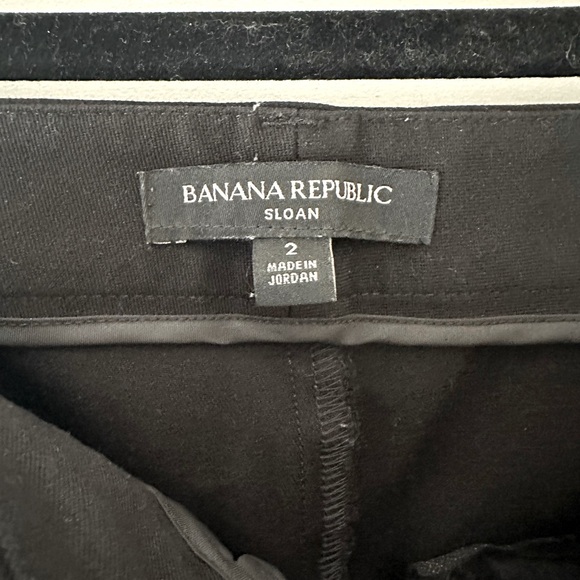 BANANA REPUBLIC
SLOAN
2
MADE IN
JORDAN